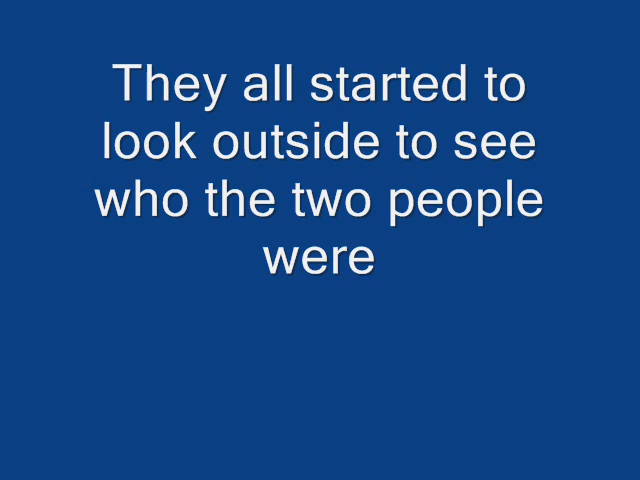 They all started to
look outside to see
who the two people
were